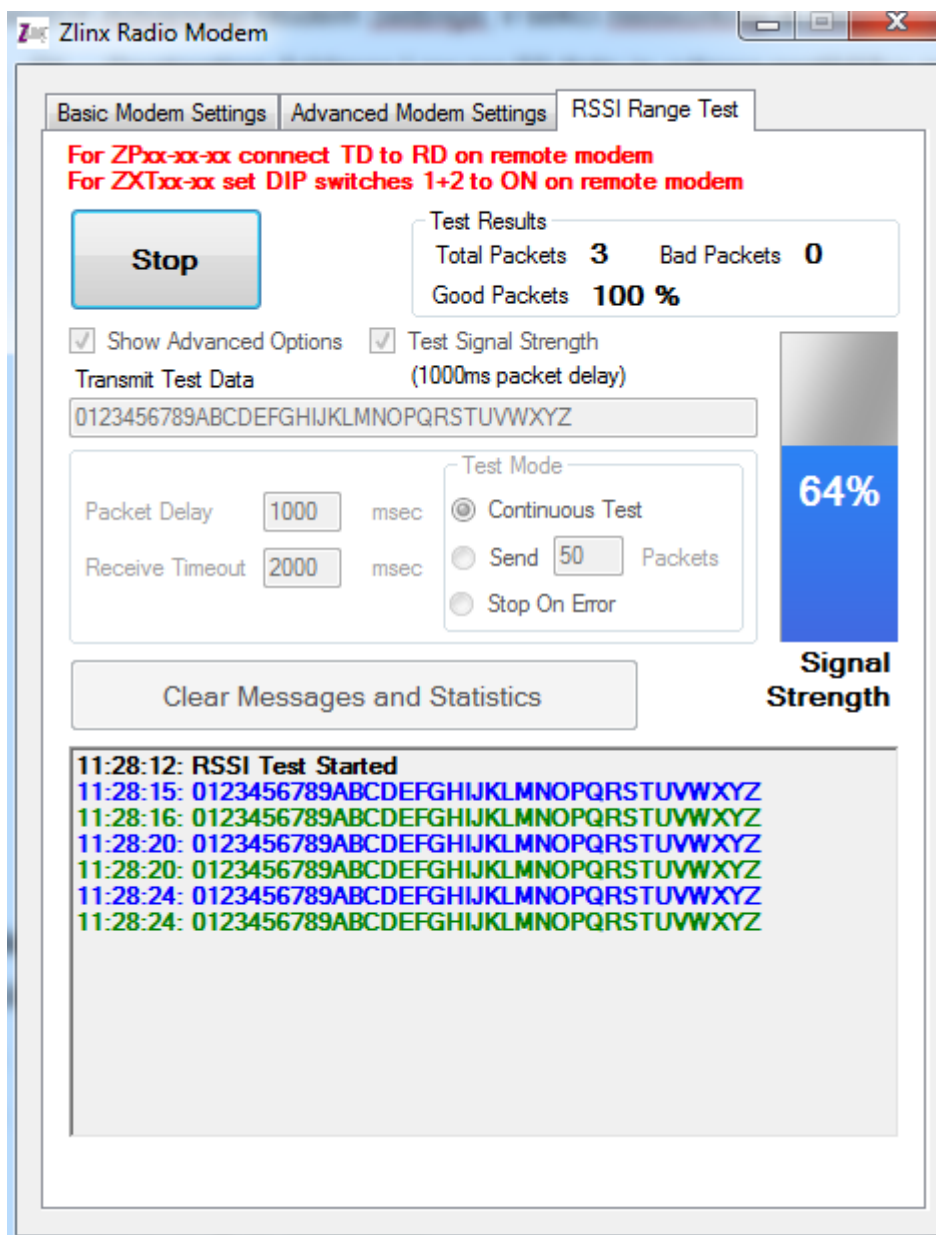 Zlinx Radio Modem
Basic Modem Settings Advanced Modem Settings RSSI Range Test
For ZPxx-xx-xx connect TD to RD on remote modem
For ZXTxx-xx set DIP switches 1+2 to ON on remote modem
Stop
Test Results
Total Packets 3 Bad Packets 0
Good Packets 100 %
Show Advanced Options Test Signal Strength
Transmit Test Data (1000ms packet delay)
0123456789ABCDEFGHIJKLMNOPQRSTUVWXYZ
64%
Test Mode
Packet Delay 1000 msec Continuous Test
Receive Timeout 2000 msec Send 50 Packets
Stop On Error
Signal
Strength
Clear Messages and Statistics
11:28:12: RSSI Test Started
11:28:15: 0123456789ABCDEFGHIJKLMNOPQRSTUVWXYZ
11:28:16: 0123456789ABCDEFGHIJKLMNOPQRSTUVWXYZ
11:28:20: 0123456789ABCDEFGHIJKLMNOPQRSTUVWXYZ
11:28:20: 0123456789ABCDEFGHIJKLMNOPQRSTUVWXYZ
11:28:24: 0123456789ABCDEFGHIJKLMNOPQRSTUVWXYZ
11:28:24: 0123456789ABCDEFGHIJKLMNOPQRSTUVWXYZ